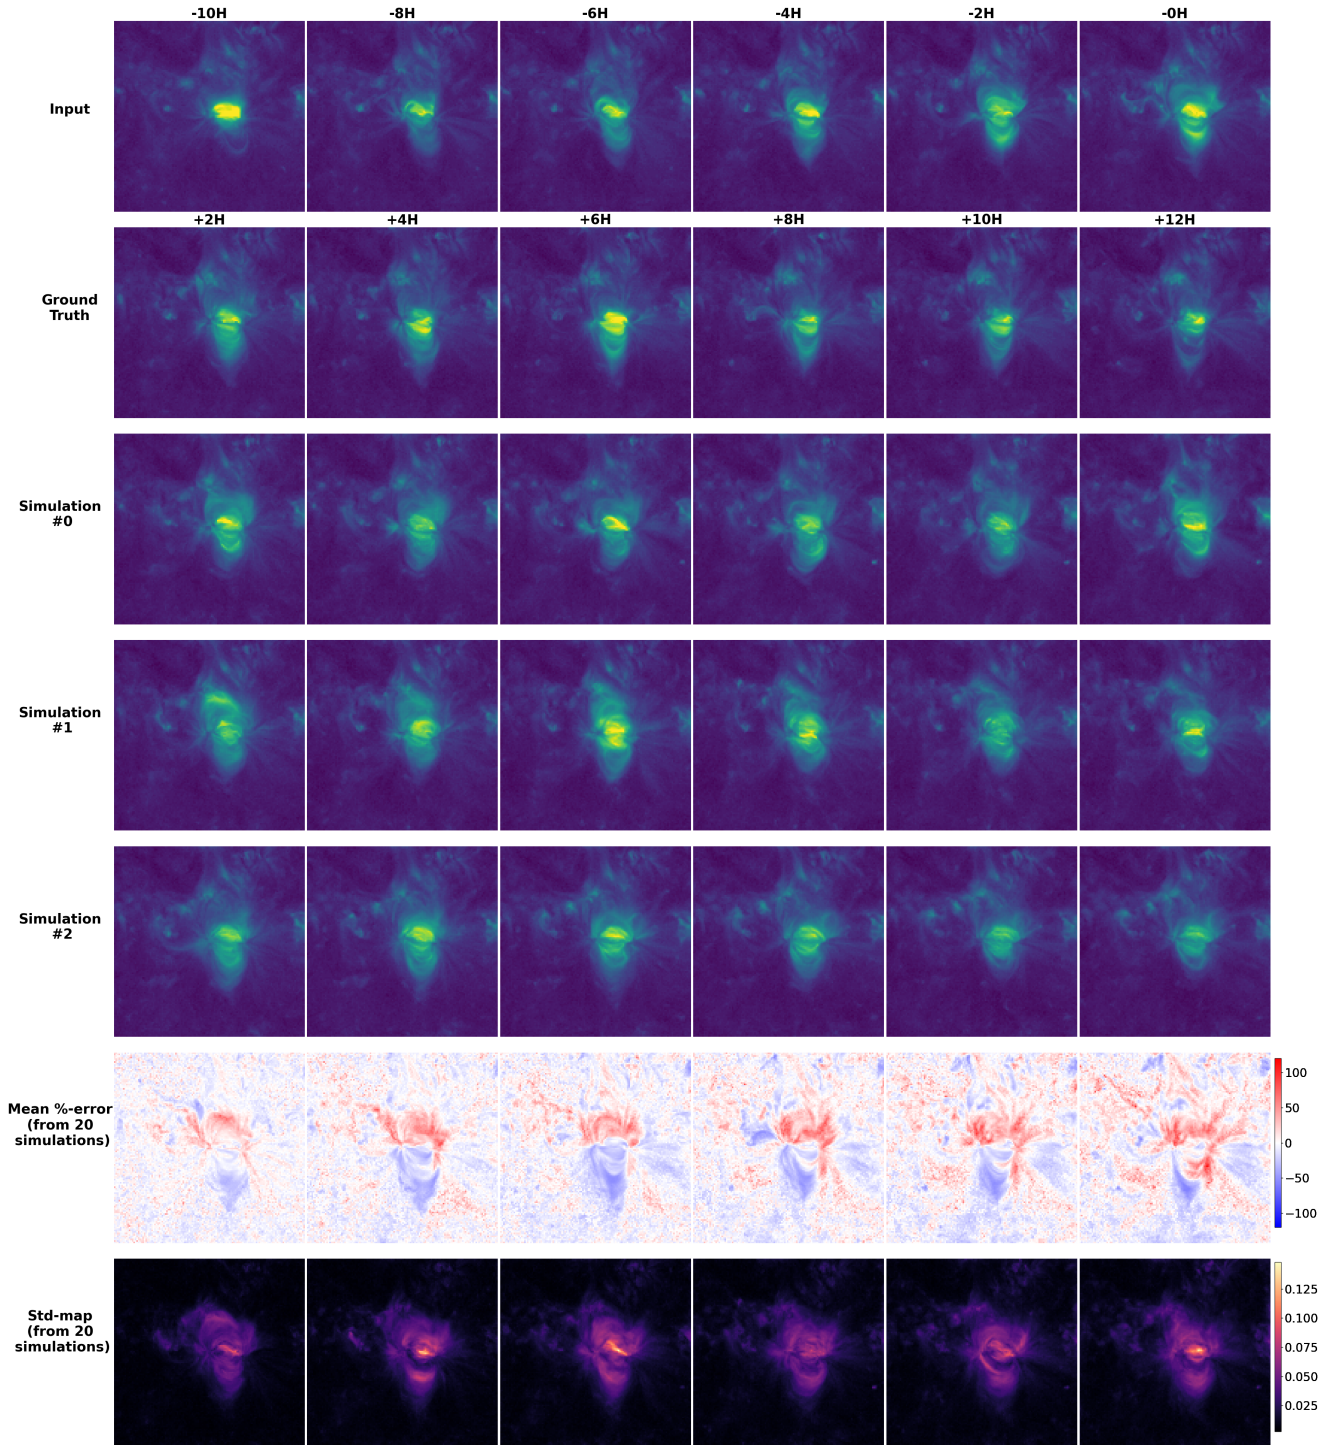 -10H -8H -6H -4H -2H -0H
Input
+2H +4H +6H +8H +10H +12H
Ground
Truth
Simulation
#0
Simulation
#1
Simulation
#2
Mean %-error
(from 20
simulations)
100
50
0
−50
−100
Std-map
(from 20
simulations)
0.125
0.100
0.075
0.050
0.025